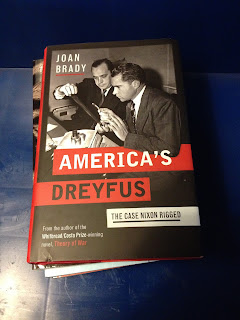 JOAN
BRADY
AMERICA'S
DREYFUS
THE CASE NIXON RIGGED
From the author of the
Whitbread/Costa Prize-winning
novel, Theory of War